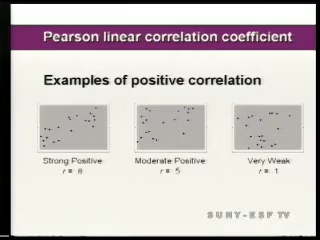 Pearson linear correlation coefficient
Examples of positive correlation
Strong Positive Moderate Positive Very Weak
r = .8 r = .5 r = .1
SUNY-ESF TV